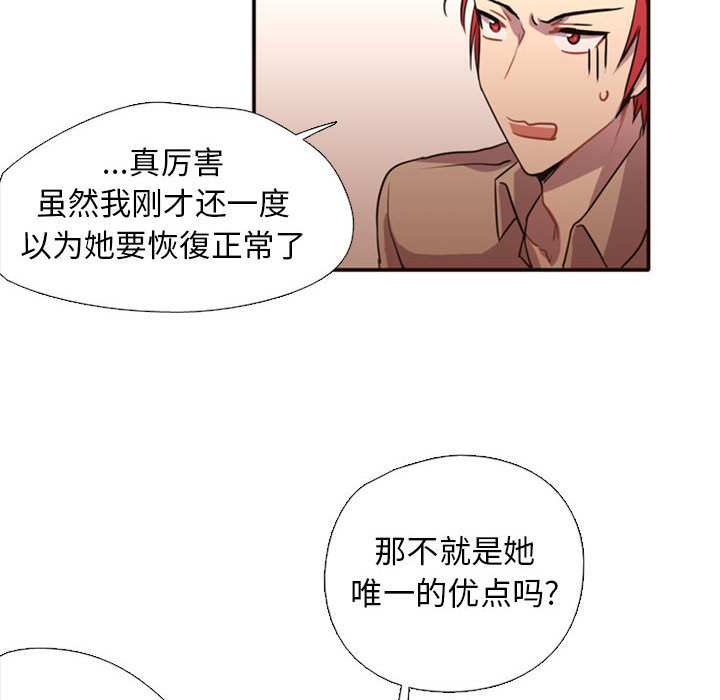 ...真厉害
虽然我刚才还一度
以为她要恢復正常了
那不就是她
唯一的优点吗?